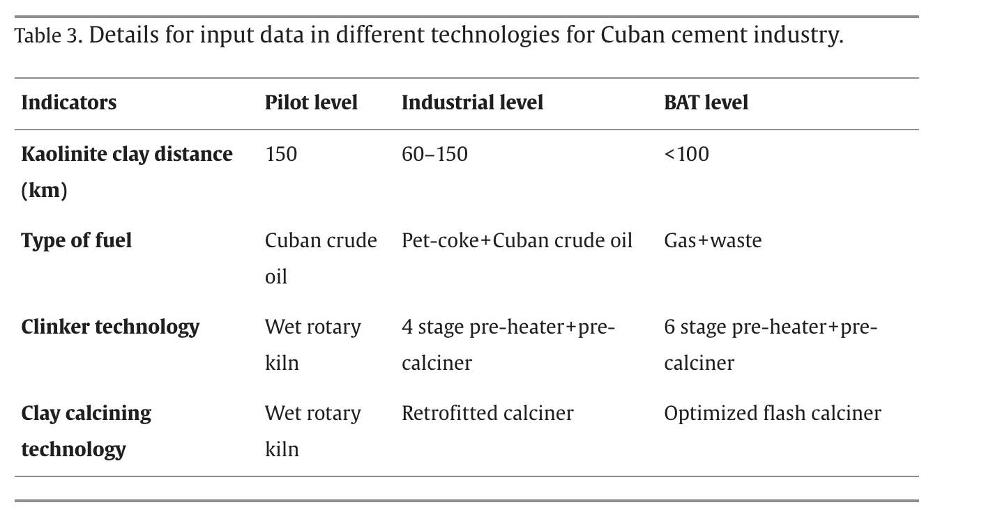 Table 3. Details for input data in different technologies for Cuban cement industry.
Indicators Pilot level Industrial level BAT level
Kaolinite clay distance 150 60–150 <100
(km)
Type of fuel Cuban crude Pet-coke+Cuban crude oil Gas+waste
oil
Clinker technology Wet rotary 4 stage pre-heater+pre- 6 stage pre-heater+pre-
kiln calciner calciner
Clay calcining Wet rotary Retrofitted calciner Optimized flash calciner
technology kiln